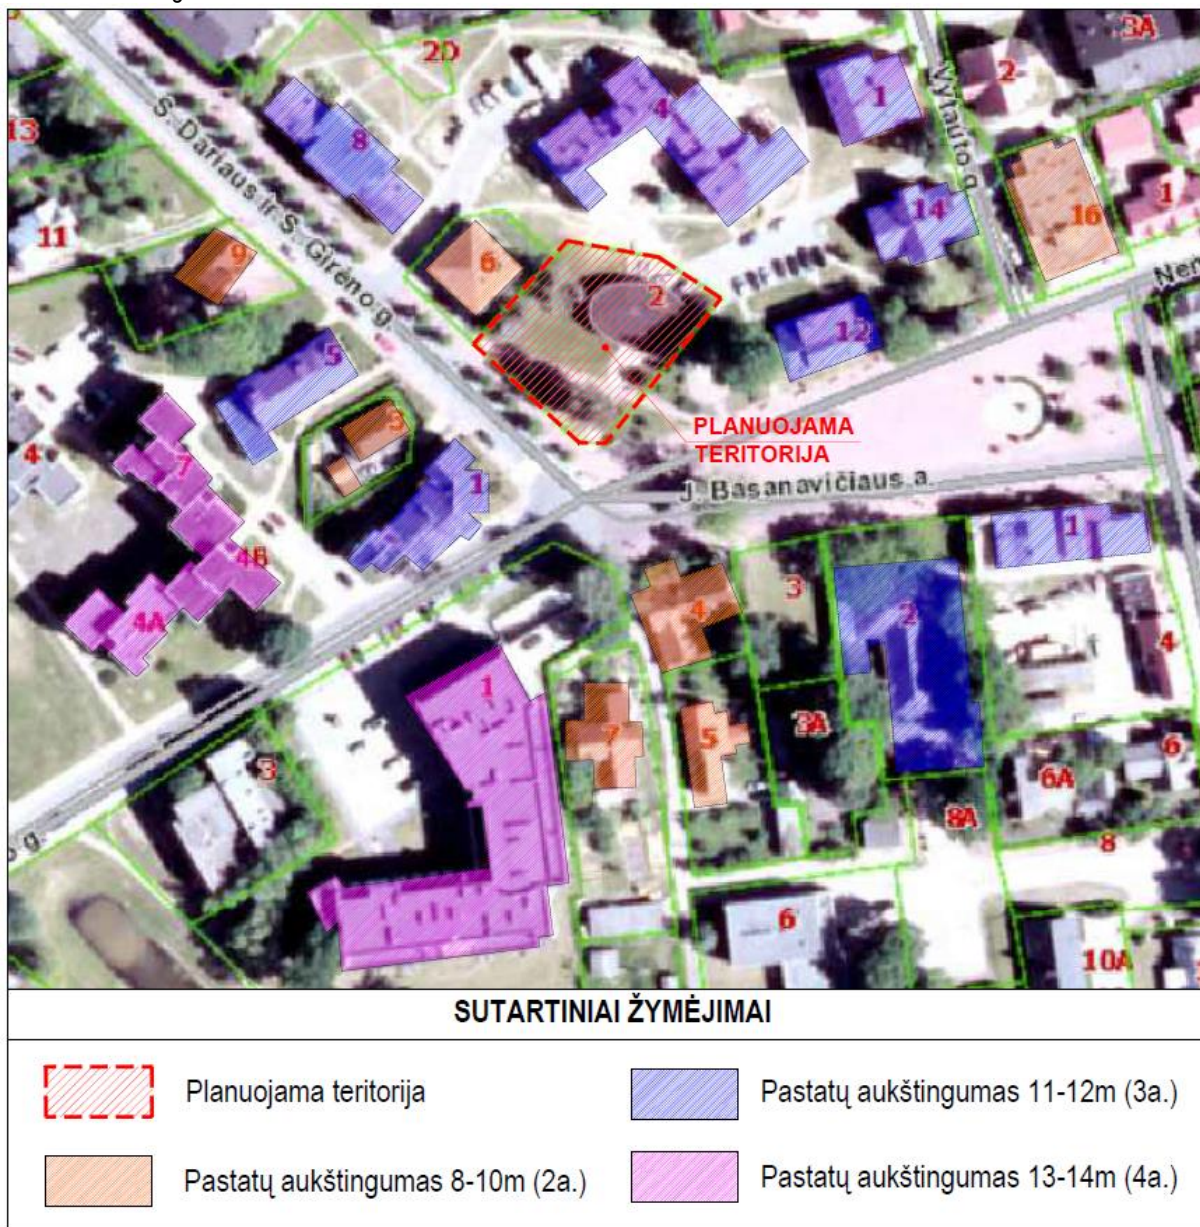 2D
3A
S. Dariaus ir S. Girėno g.
8
4
1
Vytauto g.
2
13
1
11
9
6
2
14
16
12
5
5
4
7
1
PLANUOJAMA
TERITORIJA
J. Basanavičiaus a.
1
4B
4A
4
3
2
4
1
7
5
3A
3
6A
6
8A
8
6
10A
SUTARTINIAI ŽYMĖJIMAI
Planuojama teritorija
Pastatų aukštingumas 11-12m (3a.)
Pastatų aukštingumas 8-10m (2a.)
Pastatų aukštingumas 13-14m (4a.)